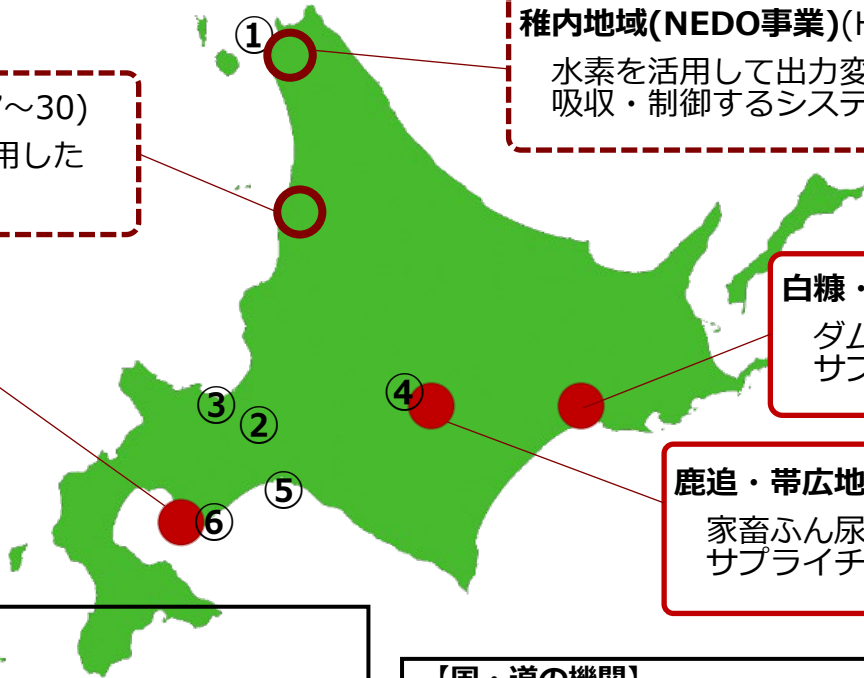 ①
稚内地域(NEDO事業)(H
水素を活用して出力変
吸収・制御するシステ
～30)
用した
白糠・
ダム
サプ
④
③
②
鹿追・帯広地
家畜ふん尿
サプライチ
⑤
⑥
【国・道の機関】